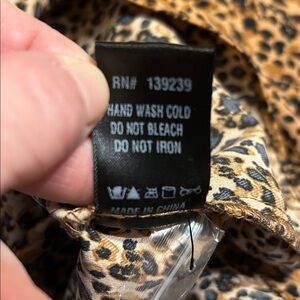 RN# 139239
HAND WASH COLD
DO NOT BLEACH
DO NOT IRON
MADE IN CHINA